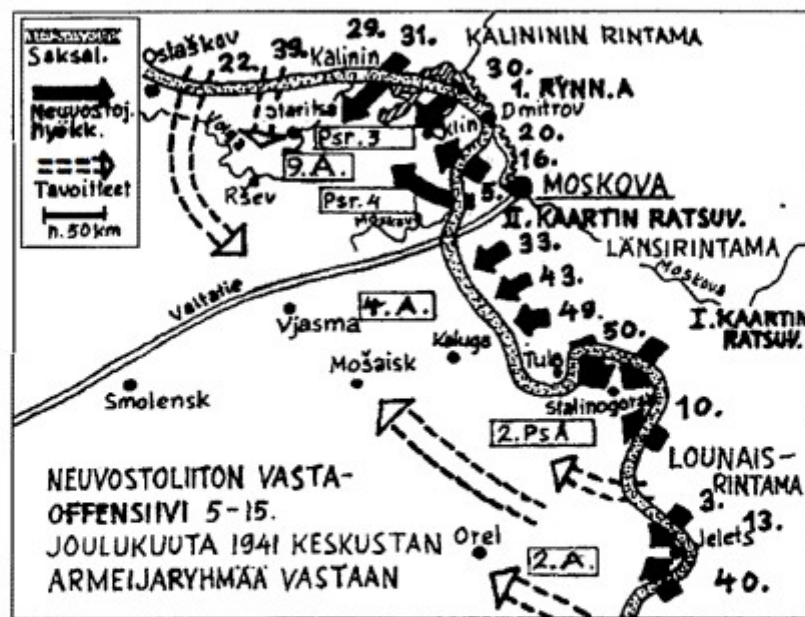 Saksal.
Neuvostoj.
hyökk.
Tavoitteet
n. 50 km
Ostaškov
22.
39.
Kalinin
29.
31.
KALININ RINTAMA
30.
1. RYNN.A
Dmitrov
20.
16.
Staritsa
Volga
Psr. 3
Klin
9. A.
Ršev
Psr. 4
Moskova
5.
MOSKOVA
II. KAARTIN RATSUV.
33.
LÄNSIRINTAMA
Moskova
43.
49.
I. KAARTIN
RATSUV.
Valtatie
4. A.
Vjasma
Kaluga
Mošaisk
Smolensk
Tula
50.
Stalinogorsk
10.
2. PsA
LOUNAIS-
RINTAMA
3.
13.
Jelets
40.
Orel
2. A.
NEUVOSTOLIITON VASTA-
OFFENSIIVI 5-15.
JOULUKUUTA 1941 KESKUSTAN
ARMEIJARYHMÄÄ VASTAAN